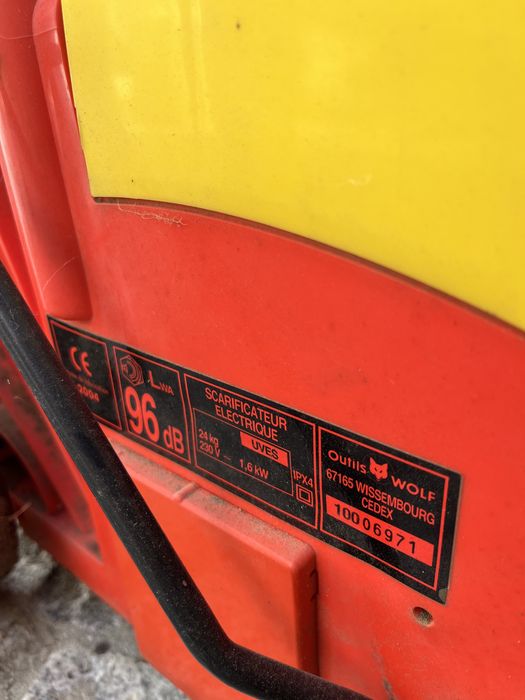 CE
2004
LWA
96 dB
SCARIFICATEUR
ELECTRIQUE
UVES
24 kg
230 V ~ 1,6 kW
IPX4
Outils WOLF
67165 WISSEMBOURG
CEDEX
10006971